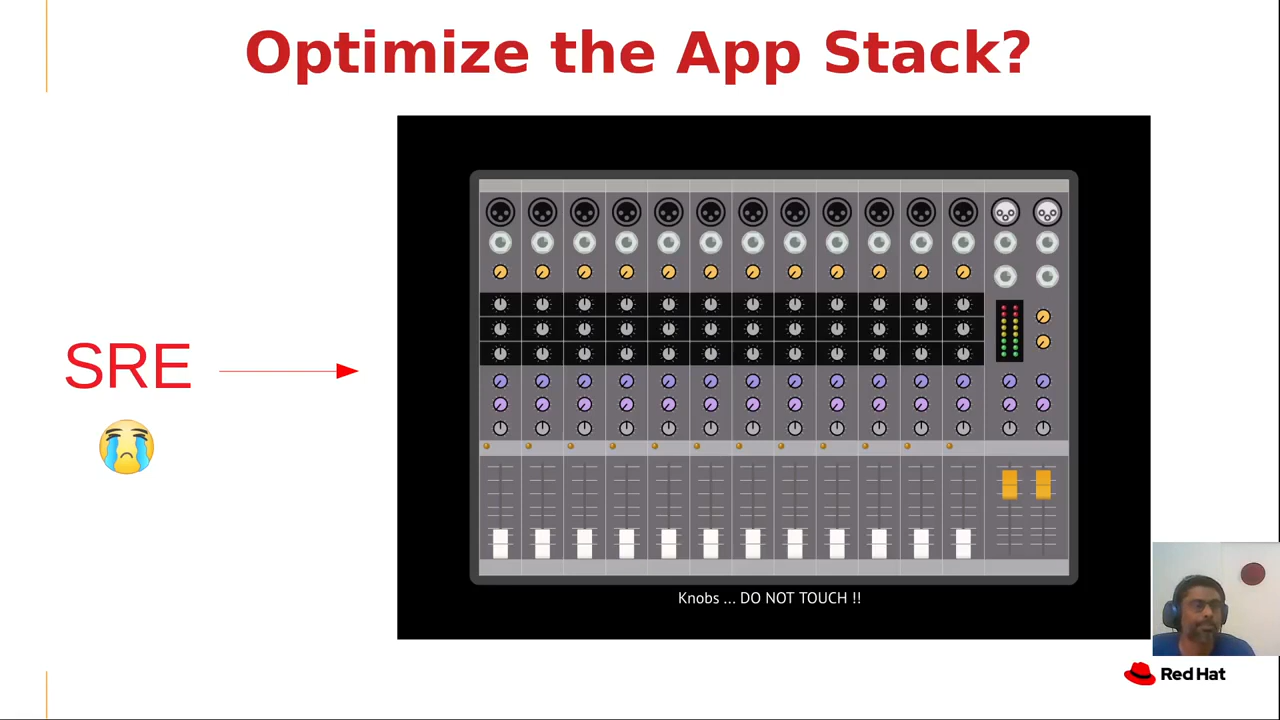 Optimize the App Stack?
SRE
Knobs ... DO NOT TOUCH !!
Red Hat